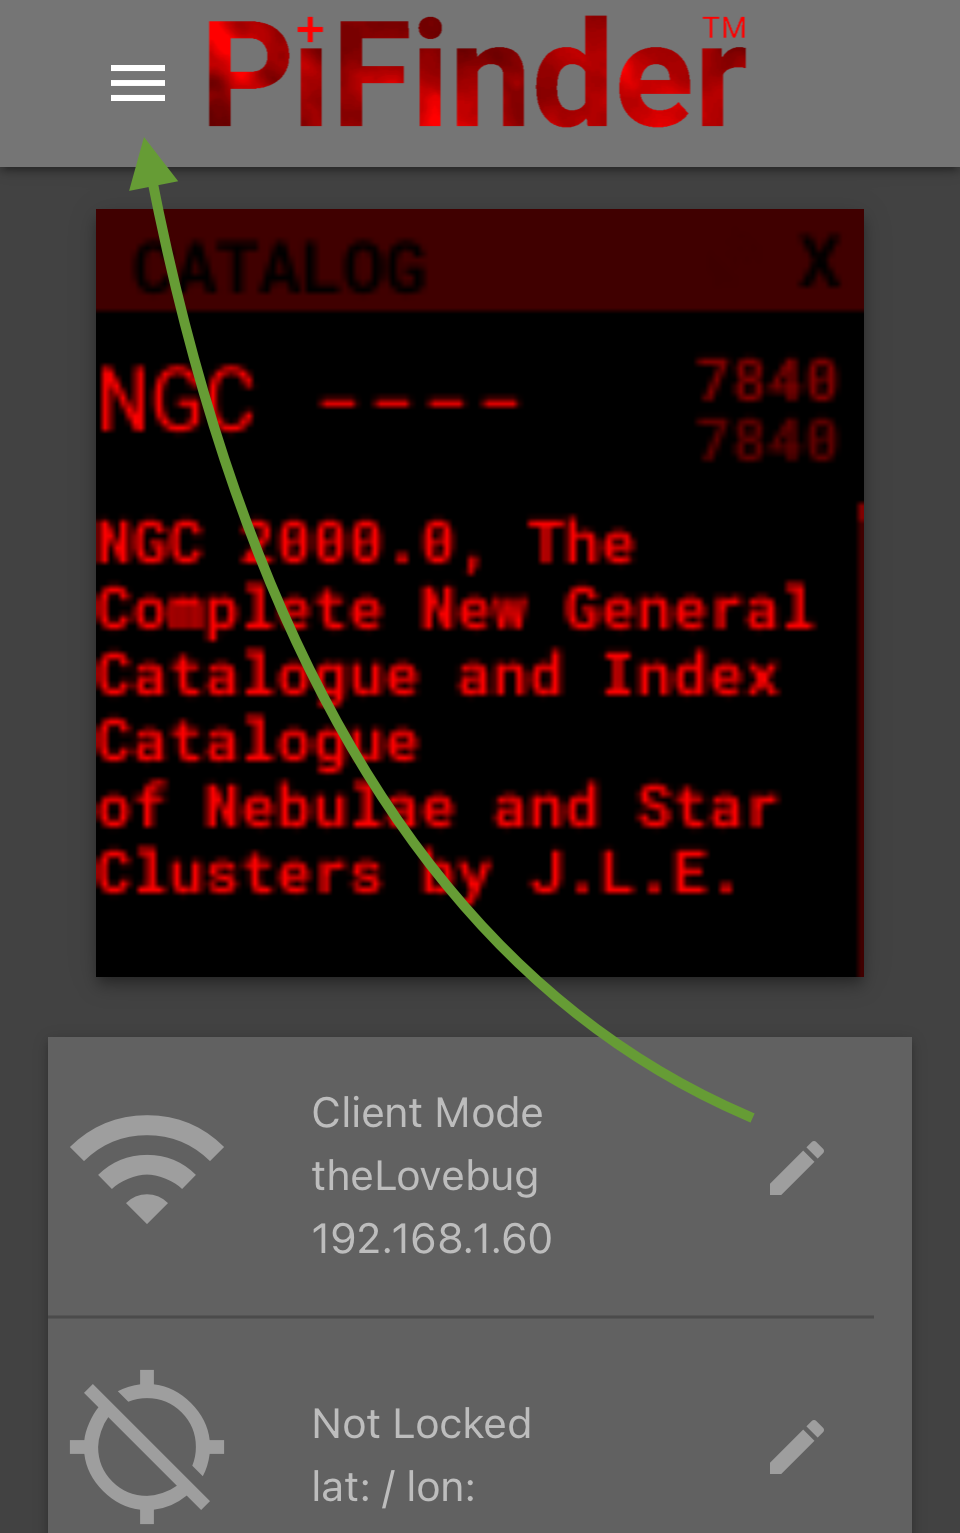 PiFinder™
CATALOG X
NGC ---- 7840
7840
NGC 2000.0, The
Complete New General
Catalogue and Index
Catalogue
of Nebulae and Star
Clusters by J.L.E.
Client Mode
theLovebug
192.168.1.60
Not Locked
lat: / lon: